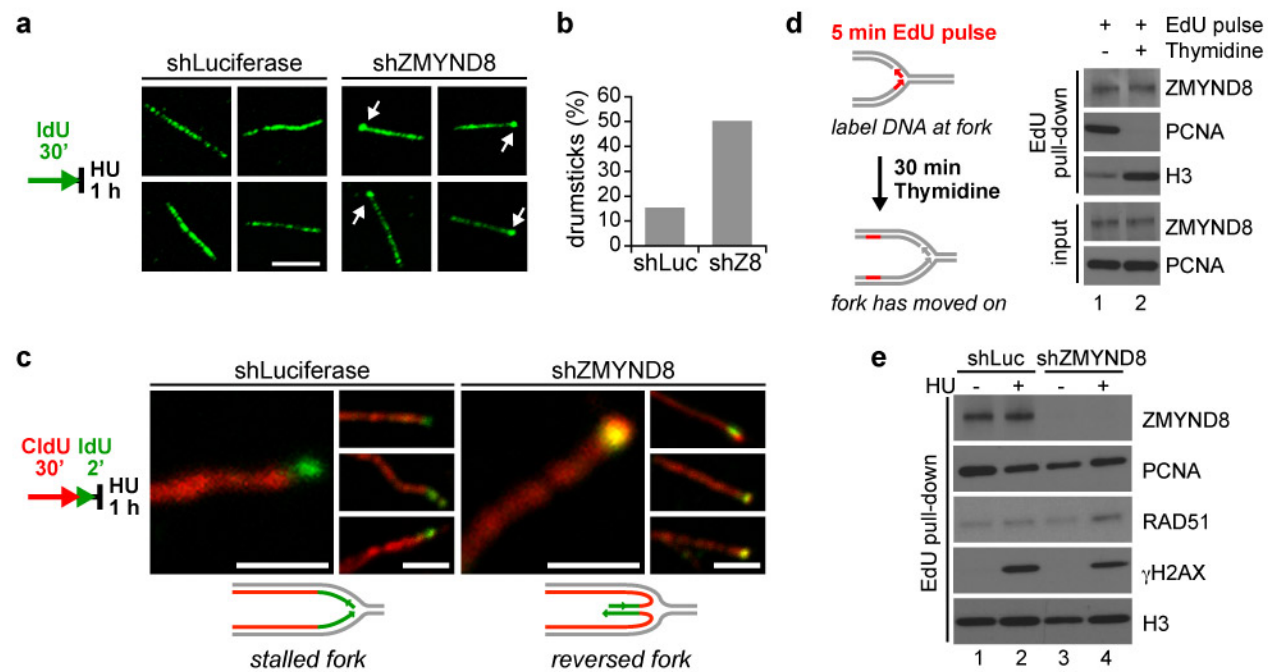 a
shLuciferase shZMYND8
IdU
30'
HU
1 h
b
drumsticks (%)
60
50
40
30
20
10
0
shLuc shZ8
c
shLuciferase shZMYND8
CldU IdU
30' 2'
HU
1 h
stalled fork reversed fork
d
5 min EdU pulse
label DNA at fork
30 min
Thymidine
fork has moved on
+ + EdU pulse
- + Thymidine
EdU
pull-down
ZMYND8
PCNA
H3
input
ZMYND8
PCNA
1 2
e
shLuc shZMYND8
HU - + - +
EdU pull-down
ZMYND8
PCNA
RAD51
γH2AX
H3
1 2 3 4